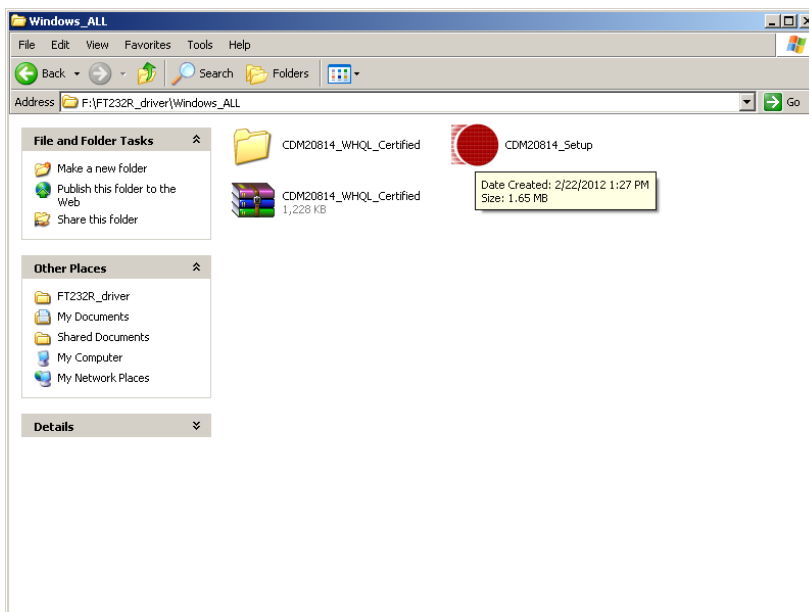 Windows_ALL
File Edit View Favorites Tools Help
Back Search Folders
Address F:\FT232R_driver\Windows_ALL Go
File and Folder Tasks
Make a new folder
Publish this folder to the
Web
Share this folder
Other Places
FT232R_driver
My Documents
Shared Documents
My Computer
My Network Places
Details
CDM20814_WHQL_Certified
CDM20814_Setup
Date Created: 2/22/2012 1:27 PM
Size: 1.65 MB
CDM20814_WHQL_Certified
1,228 KB